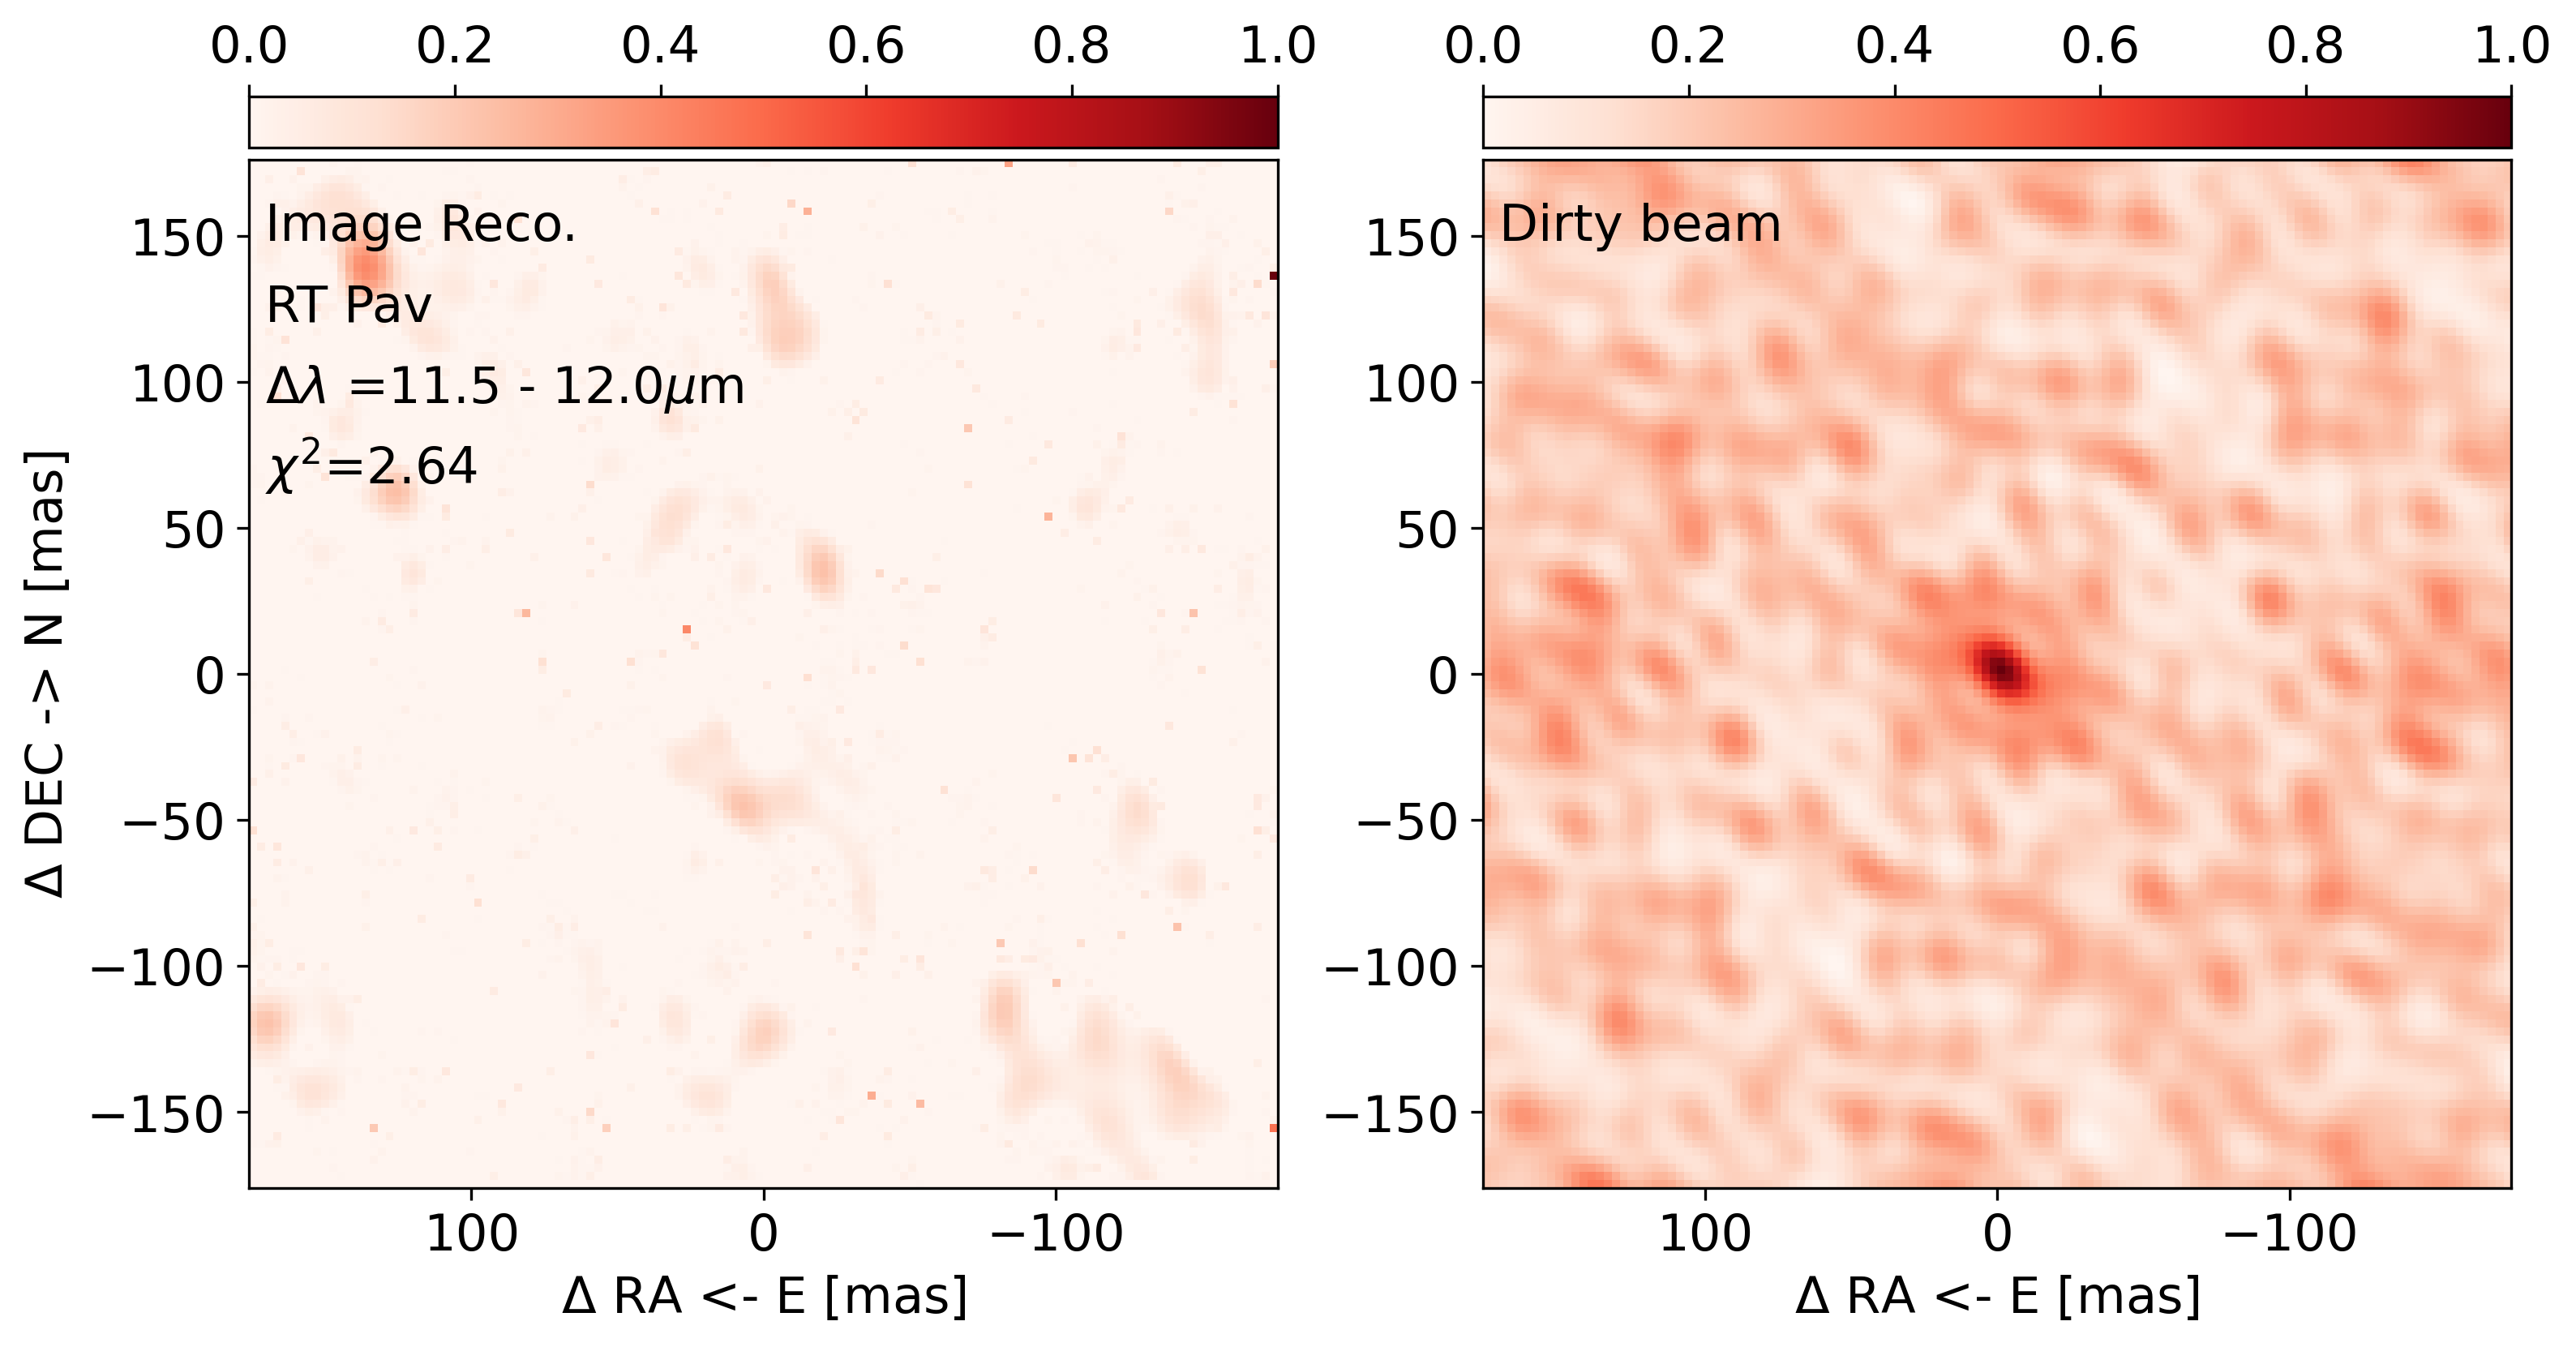 0.0 0.2 0.4 0.6 0.8 1.0
0.0 0.2 0.4 0.6 0.8 1.0
Image Reco.
RT Pav
Δλ =11.5 - 12.0μm
χ²=2.64
Dirty beam
150
100
50
0
−50
−100
−150
150
100
50
0
−50
−100
−150
Δ DEC -> N [mas]
100 0 −100
100 0 −100
Δ RA <- E [mas]
Δ RA <- E [mas]